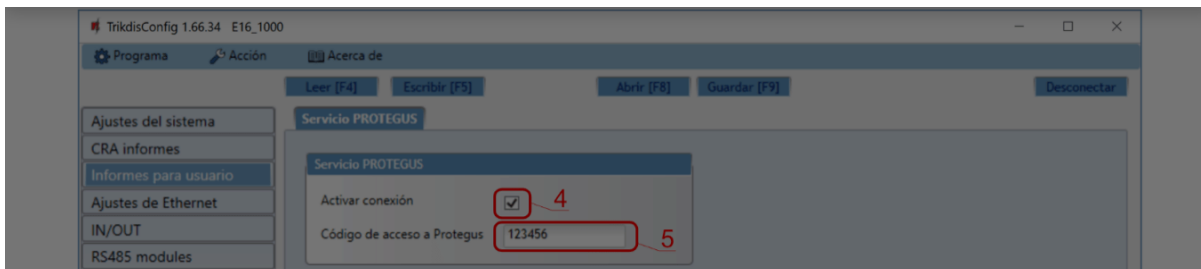 TrikdisConfig 1.66.34 E16_1000
Programa Acción Acerca de
Leer [F4] Escribir [F5] Abrir [F8] Guardar [F9] Desconectar
Ajustes del sistema
CRA informes
Informes para usuario
Ajustes de Ethernet
IN/OUT
RS485 modules
Servicio PROTEGUS
Servicio PROTEGUS
Activar conexión 4
Código de acceso a Protegus 123456 5